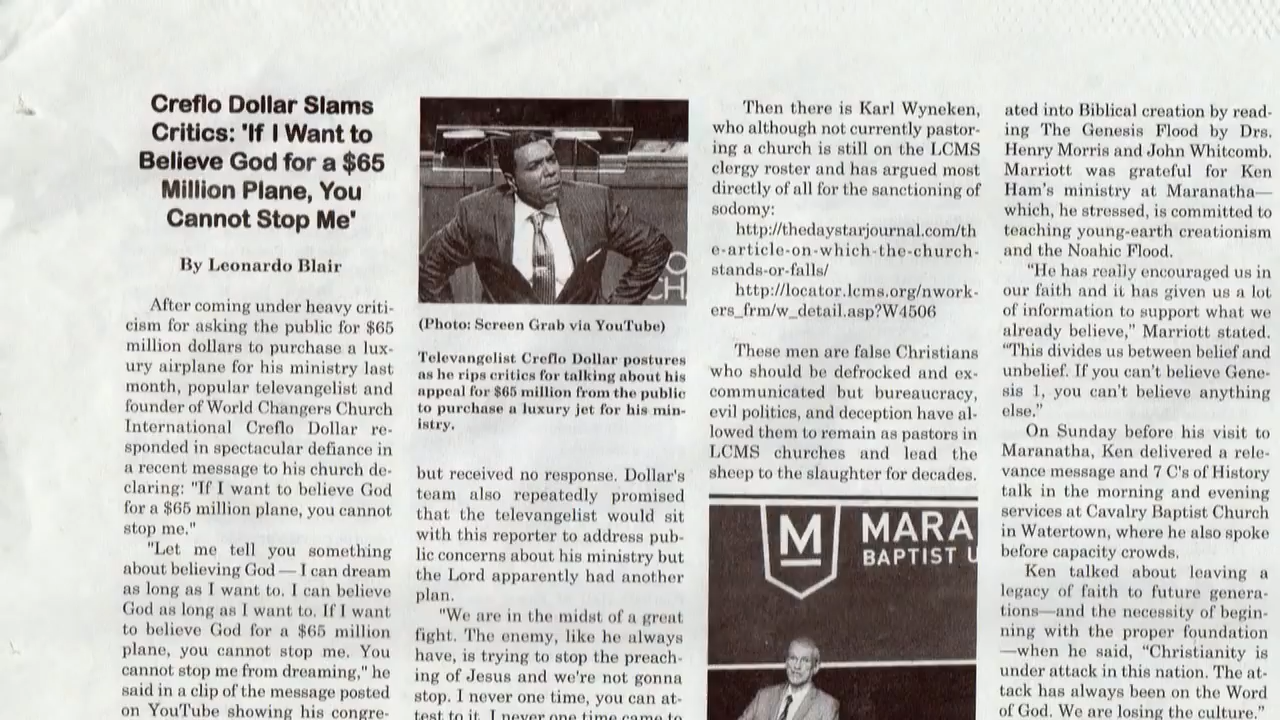 Creflo Dollar Slams
Critics: 'If I Want to
Believe God for a $65
Million Plane, You
Cannot Stop Me'
By Leonardo Blair
After coming under heavy criti-
cism for asking the public for $65
million dollars to purchase a lux-
ury airplane for his ministry last
month, popular televangelist and
founder of World Changers Church
International Creflo Dollar re-
sponded in spectacular defiance in
a recent message to his church de-
claring: "If I want to believe God
for a $65 million plane, you cannot
stop me."
"Let me tell you something
about believing God — I can dream
as long as I want to. I can believe
God as long as I want to. If I want
to believe God for a $65 million
plane, you cannot stop me. You
cannot stop me from dreaming," he
said in a clip of the message posted
on YouTube showing his congre-
CH
(Photo: Screen Grab via YouTube)
Televangelist Creflo Dollar postures
as he rips critics for talking about his
appeal for $65 million from the public
to purchase a luxury jet for his min-
istry.
but received no response. Dollar's
team also repeatedly promised
that the televangelist would sit
with this reporter to address pub-
lic concerns about his ministry but
the Lord apparently had another
plan.
"We are in the midst of a great
fight. The enemy, like he always
have, is trying to stop the preach-
ing of Jesus and we're not gonna
stop. I never one time, you can at-
test to it, I never one time came to
Then there is Karl Wyneken,
who although not currently pastor-
ing a church is still on the LCMS
clergy roster and has argued most
directly of all for the sanctioning of
sodomy:
http://thedaystarjournal.com/th
e-article-on-which-the-church-
stands-or-falls/
http://locator.lcms.org/nwork-
ers_frm/w_detail.asp?W4506
These men are false Christians
who should be defrocked and ex-
communicated but bureaucracy,
evil politics, and deception have al-
lowed them to remain as pastors in
LCMS churches and lead the
sheep to the slaughter for decades.
M
MARA
BAPTIST U
ated into Biblical creation by read-
ing The Genesis Flood by Drs.
Henry Morris and John Whitcomb.
Marriott was grateful for Ken
Ham's ministry at Maranatha—
which, he stressed, is committed to
teaching young-earth creationism
and the Noahic Flood.
"He has really encouraged us in
our faith and it has given us a lot
of information to support what we
already believe," Marriott stated.
"This divides us between belief and
unbelief. If you can't believe Gene-
sis 1, you can't believe anything
else."
On Sunday before his visit to
Maranatha, Ken delivered a rele-
vance message and 7 C's of History
talk in the morning and evening
services at Cavalry Baptist Church
in Watertown, where he also spoke
before capacity crowds.
Ken talked about leaving a
legacy of faith to future genera-
tions—and the necessity of begin-
ning with the proper foundation
—when he said, "Christianity is
under attack in this nation. The at-
tack has always been on the Word
of God. We are losing the culture."